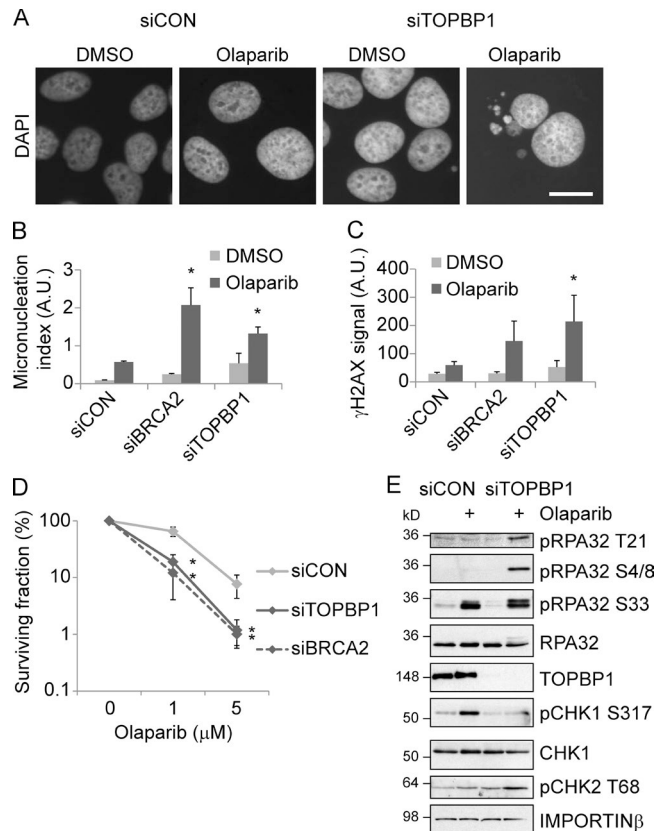 A
siCON
siTOPBP1
DMSO
Olaparib
DMSO
Olaparib
DAPI
B
Micronucleation
index (A.U.)
3
2
1
0
DMSO
Olaparib
*
*
siCON
siBRCA2
siTOPBP1
C
γH2AX signal (A.U.)
400
300
200
100
0
DMSO
Olaparib
*
siCON
siBRCA2
siTOPBP1
D
Surviving fraction (%)
100
10
1
0.1
*
*
*
*
siCON
siTOPBP1
siBRCA2
0
1
5
Olaparib (μM)
E
siCON siTOPBP1
kD
+
+
Olaparib
36
pRPA32 T21
36
pRPA32 S4/8
36
pRPA32 S33
36
RPA32
148
TOPBP1
50
pCHK1 S317
50
CHK1
64
pCHK2 T68
98
IMPORTINβ